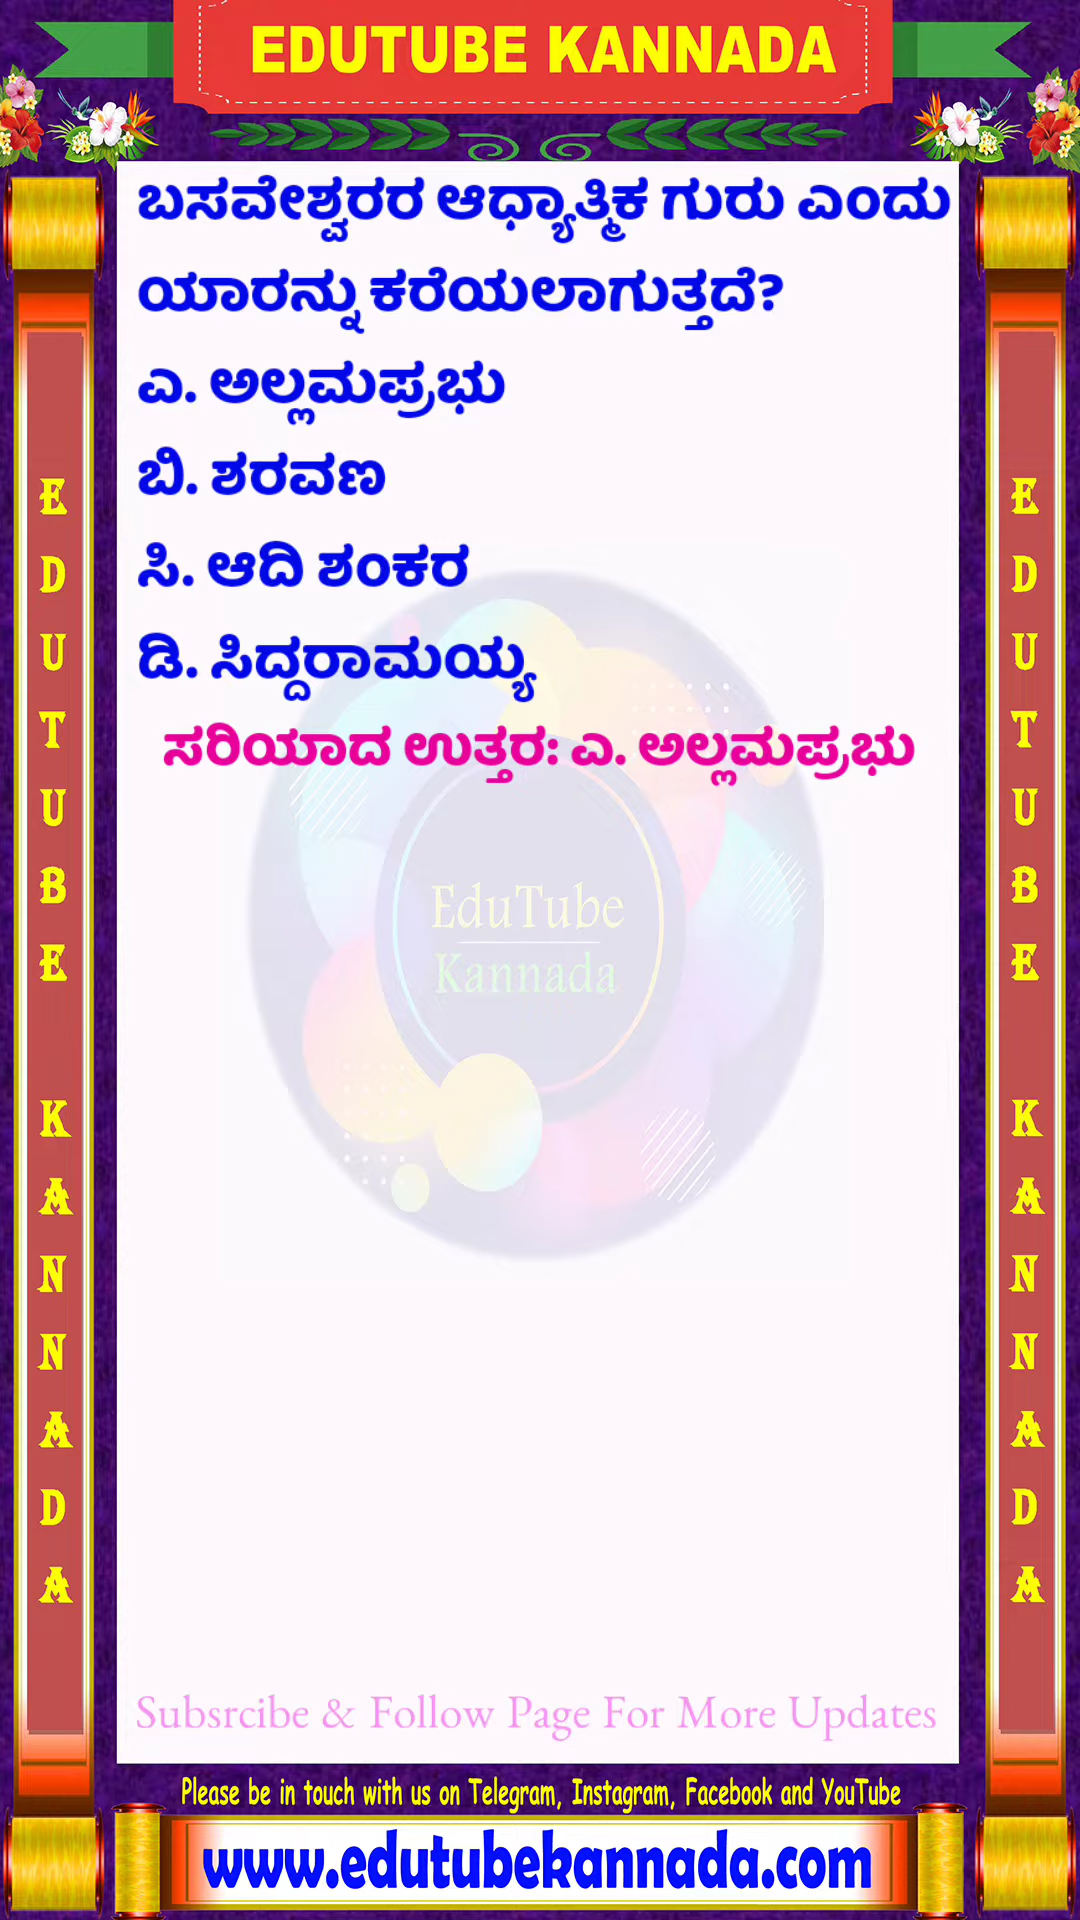 EDUTUBE KANNADA
ಬಸವೇಶ್ವರರ ಆಧ್ಯಾತ್ಮಿಕ ಗುರು ಎಂದು
ಯಾರನ್ನು ಕರೆಯಲಾಗುತ್ತದೆ?
ಎ. ಅಲ್ಲಮಪ್ರಭು
ಬಿ. ಶರವಣ
ಸಿ. ಆದಿ ಶಂಕರ
ಡಿ. ಸಿದ್ದರಾಮಯ್ಯ
ಸರಿಯಾದ ಉತ್ತರ: ಎ. ಅಲ್ಲಮಪ್ರಭು
EduTube
Kannada
EDUTUBE KANNADA
EDUTUBE KANNADA
Subsrcibe & Follow Page For More Updates
Please be in touch with us on Telegram, Instagram, Facebook and YouTube
www.edutubekannada.com